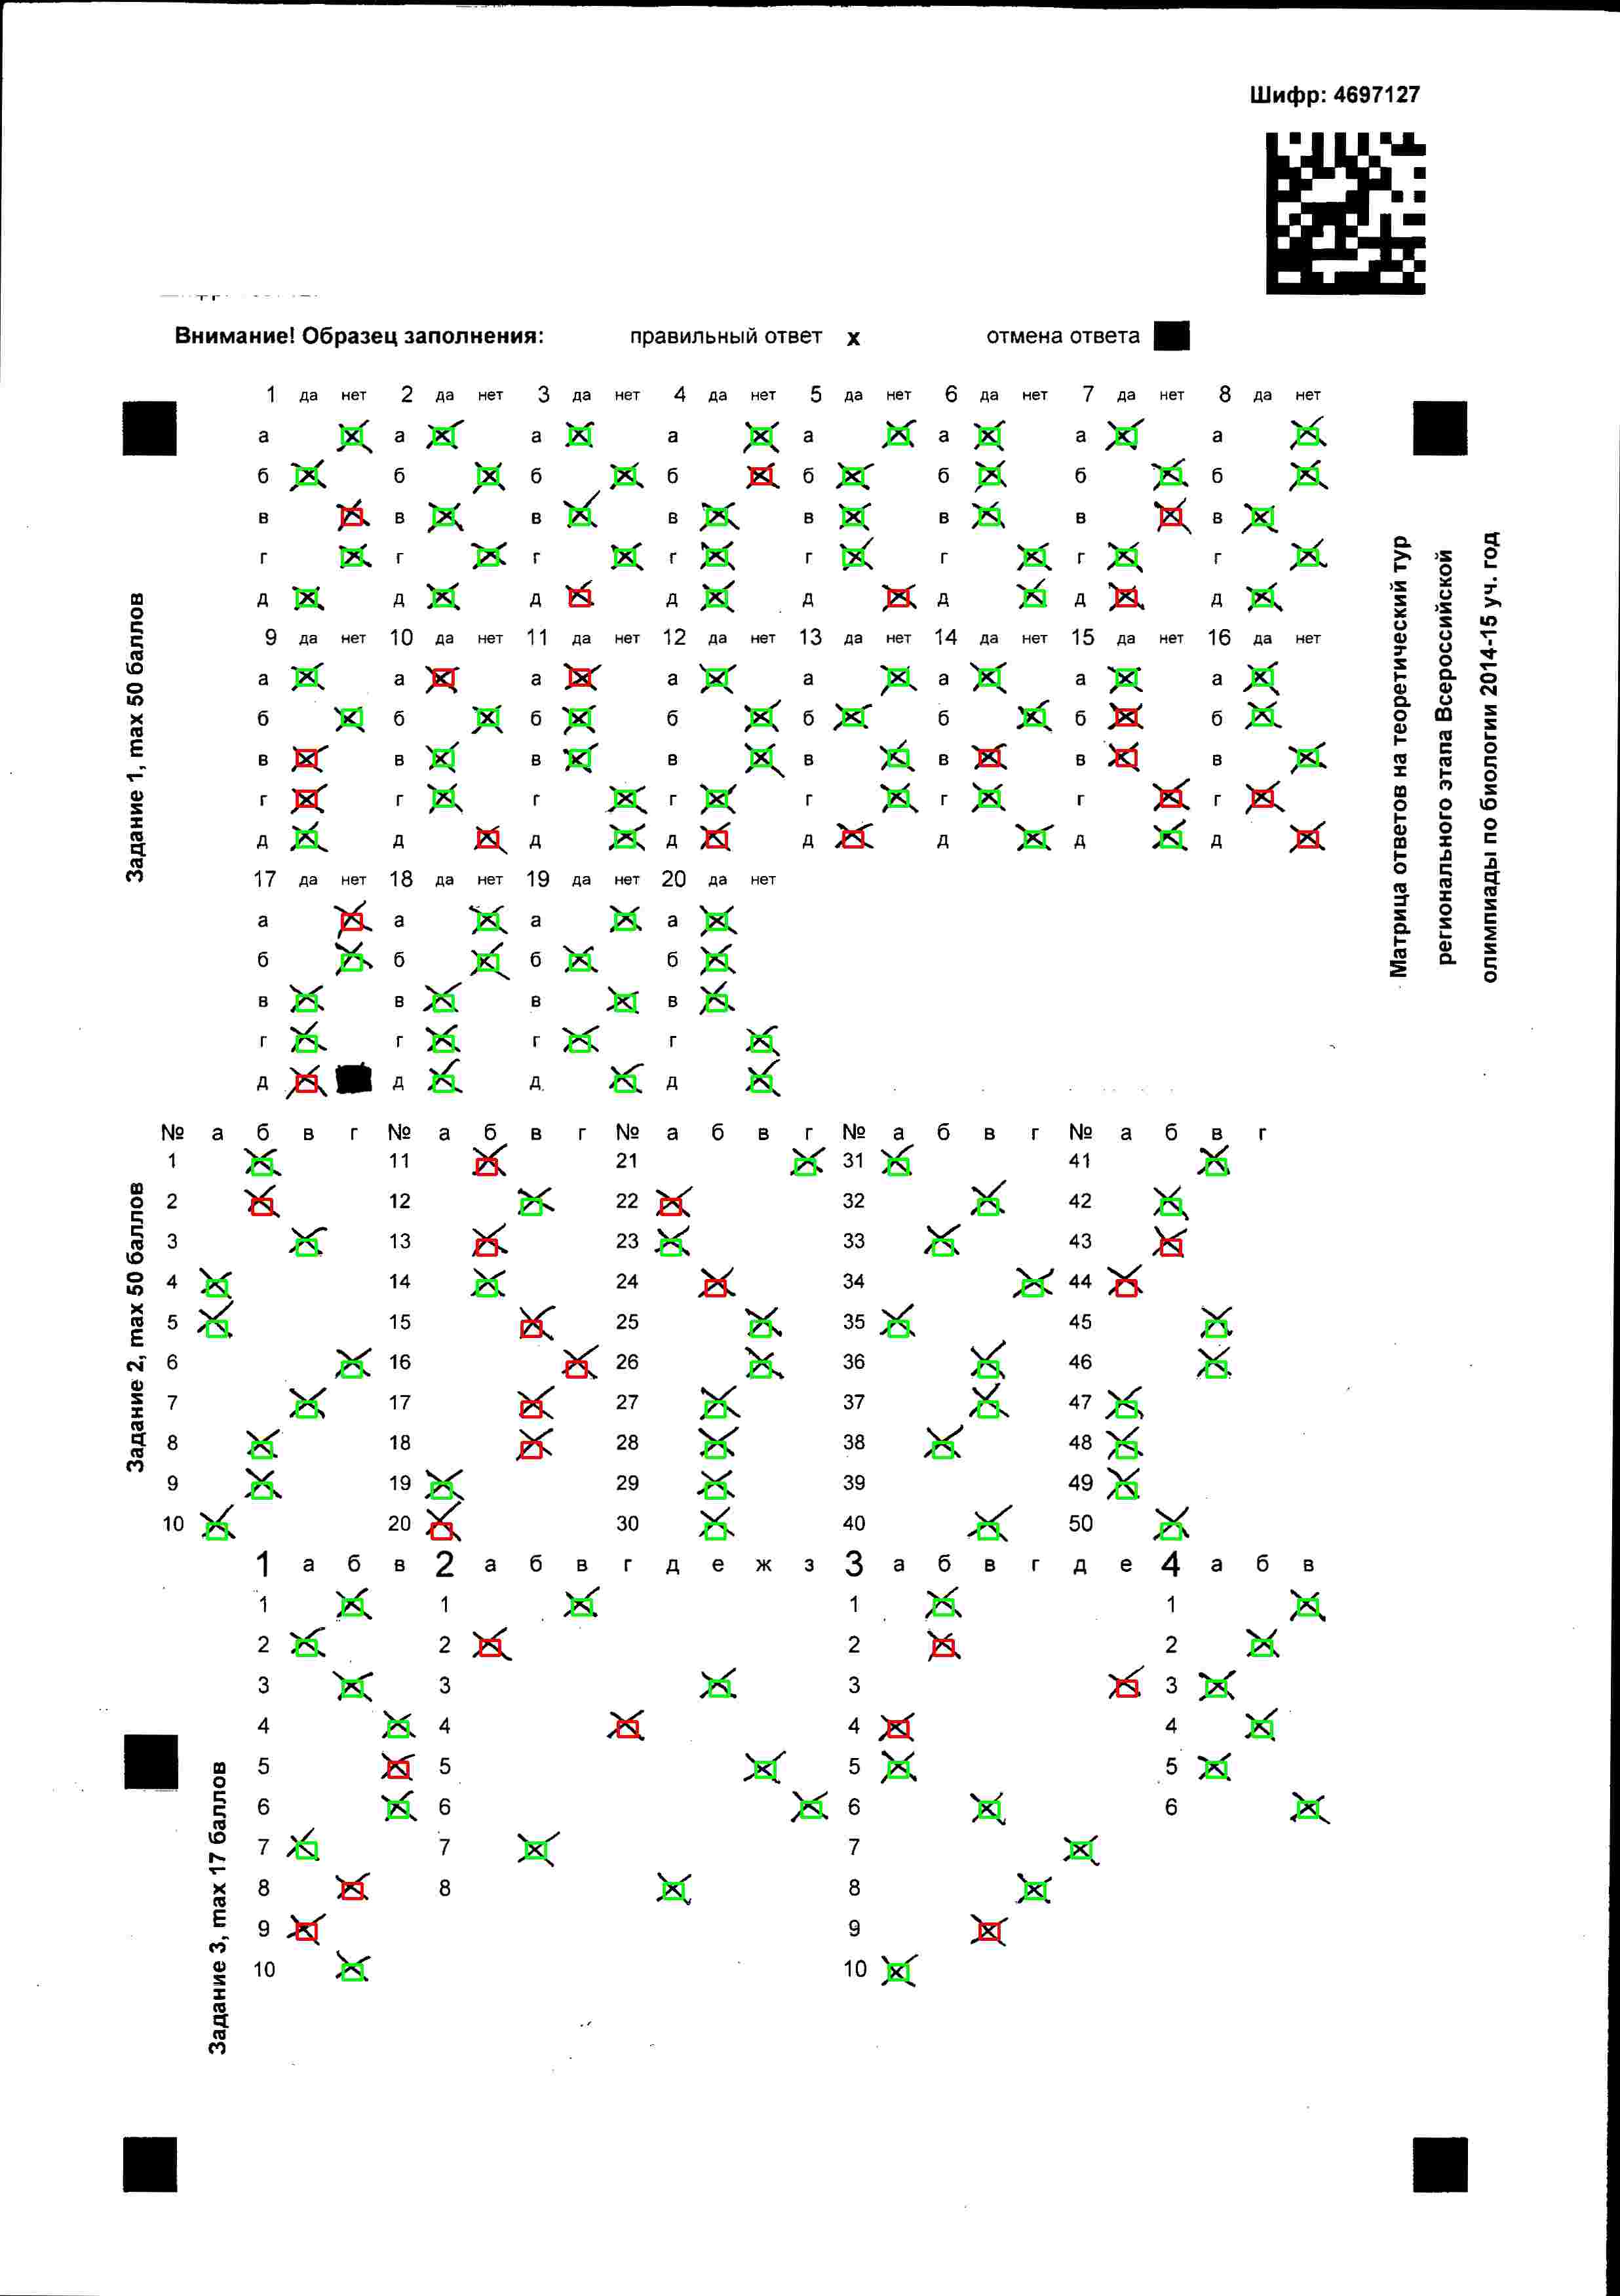 Шифр: 4697127
Внимание! Образец заполнения: правильный ответ х отмена ответа
Задание 1, max 50 баллов
1 да нет 2 да нет 3 да нет 4 да нет 5 да нет 6 да нет 7 да нет 8 да нет
а а а а а а а а
б б б б б б б б
в в в в в в в в
г г г г г г г г
д д д д д д д д
9 да нет 10 да нет 11 да нет 12 да нет 13 да нет 14 да нет 15 да нет 16 да нет
а а а а а а а а
б б б б б б б б
в в в в в в в в
г г г г г г г г
д д д д д д д д
17 да нет 18 да нет 19 да нет 20 да нет
а а а а
б б б б
в в в в
г г г г
д д д д
Матрица ответов на теоретический тур
регионального этапа Всероссийской
олимпиады по биологии 2014-15 уч. год
Задание 2, max 50 баллов
№ а б в г № а б в г № а б в г № а б в г № а б в г
1 11 21 31 41
2 12 22 32 42
3 13 23 33 43
4 14 24 34 44
5 15 25 35 45
6 16 26 36 46
7 17 27 37 47
8 18 28 38 48
9 19 29 39 49
10 20 30 40 50
Задание 3, max 17 баллов
1 а б в 2 а б в г д е ж з 3 а б в г д е 4 а б в
1 1 1 1
2 2 2 2
3 3 3 3
4 4 4 4
5 5 5 5
6 6 6 6
7 7 7
8 8 8
9 9
10 10